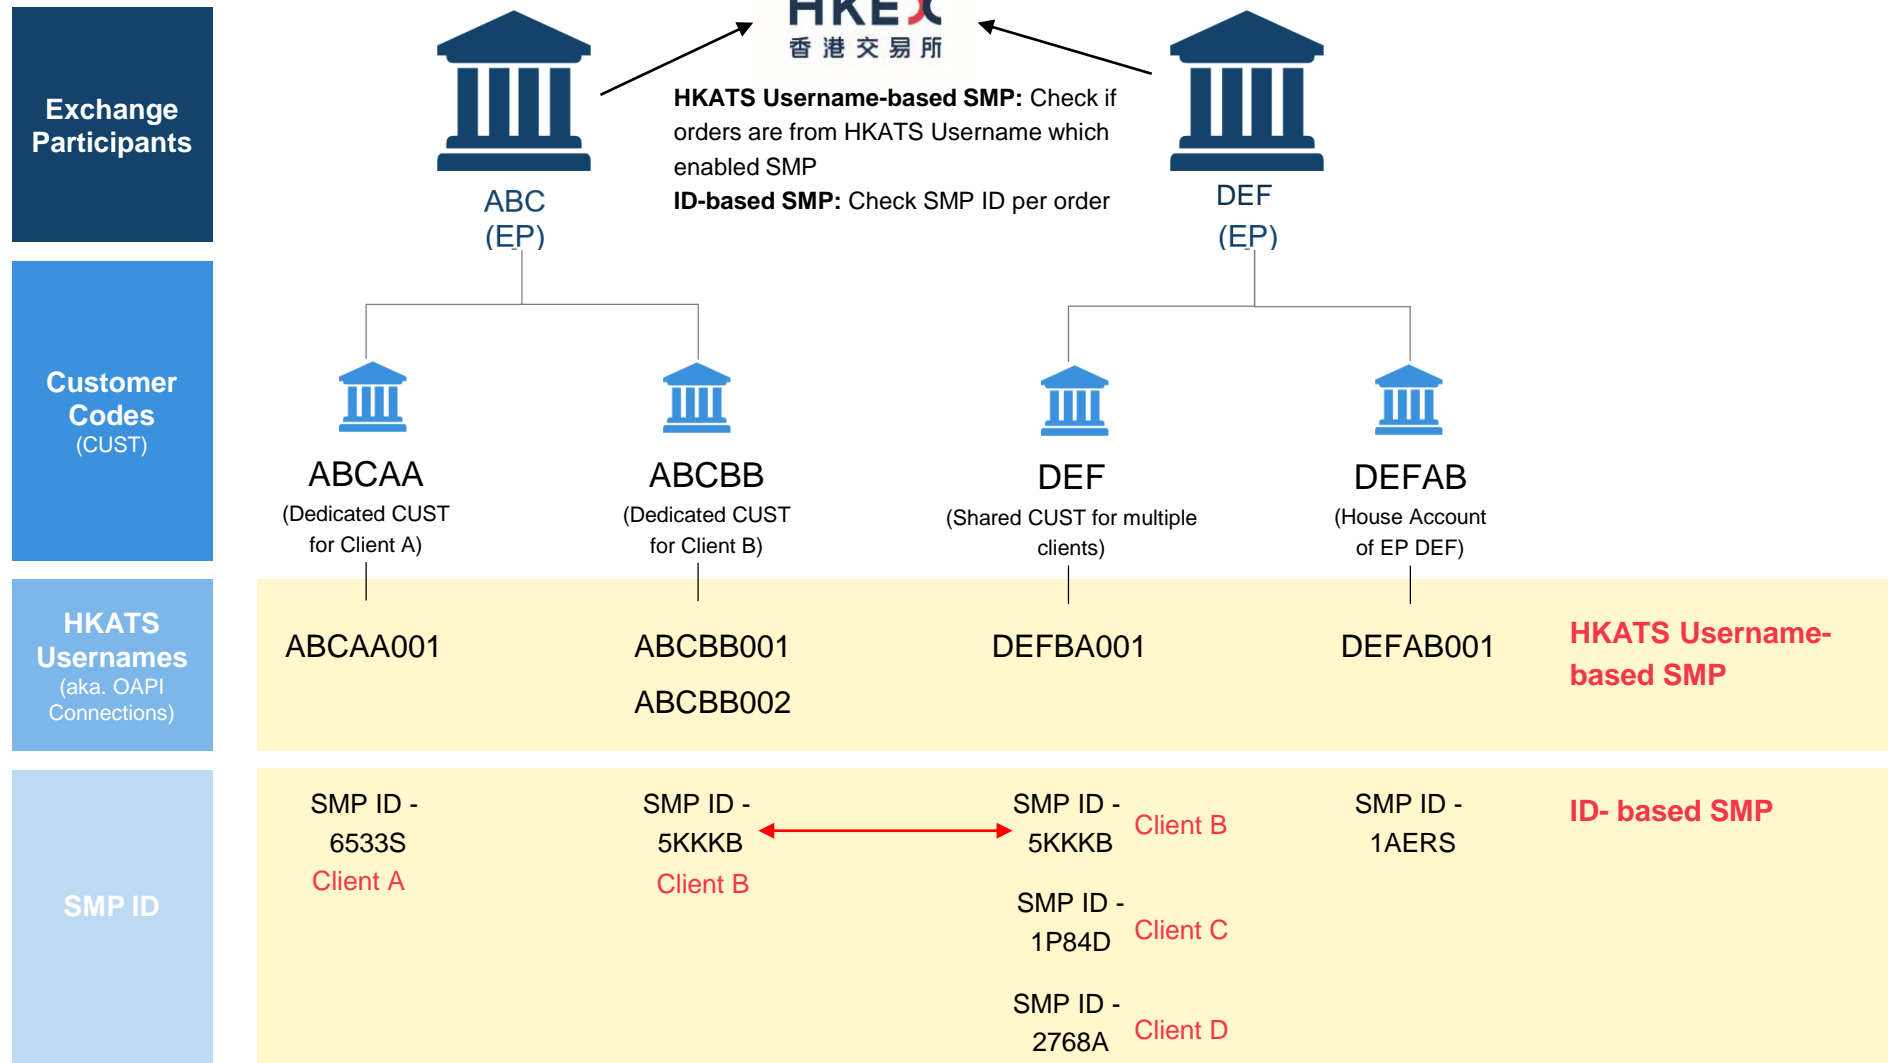 HKEX
香港交易所
Exchange
Participants
HKATS Username-based SMP: Check if
orders are from HKATS Username which
enabled SMP
ID-based SMP: Check SMP ID per order
ABC
(EP)
DEF
(EP)
Customer
Codes
(CUST)
ABCAA
(Dedicated CUST
for Client A)
ABCBB
(Dedicated CUST
for Client B)
DEF
(Shared CUST for multiple
clients)
DEFAB
(House Account
of EP DEF)
HKATS
Usernames
(aka. OAPI
Connections)
ABCAA001
ABCBB001
ABCBB002
DEFBA001
DEFAB001
HKATS Username-
based SMP
SMP ID
SMP ID -
6533S
Client A
SMP ID -
5KKKB
Client B
SMP ID -
5KKKB
Client B
SMP ID -
1P84D
Client C
SMP ID -
2768A
Client D
SMP ID -
1AERS
ID- based SMP